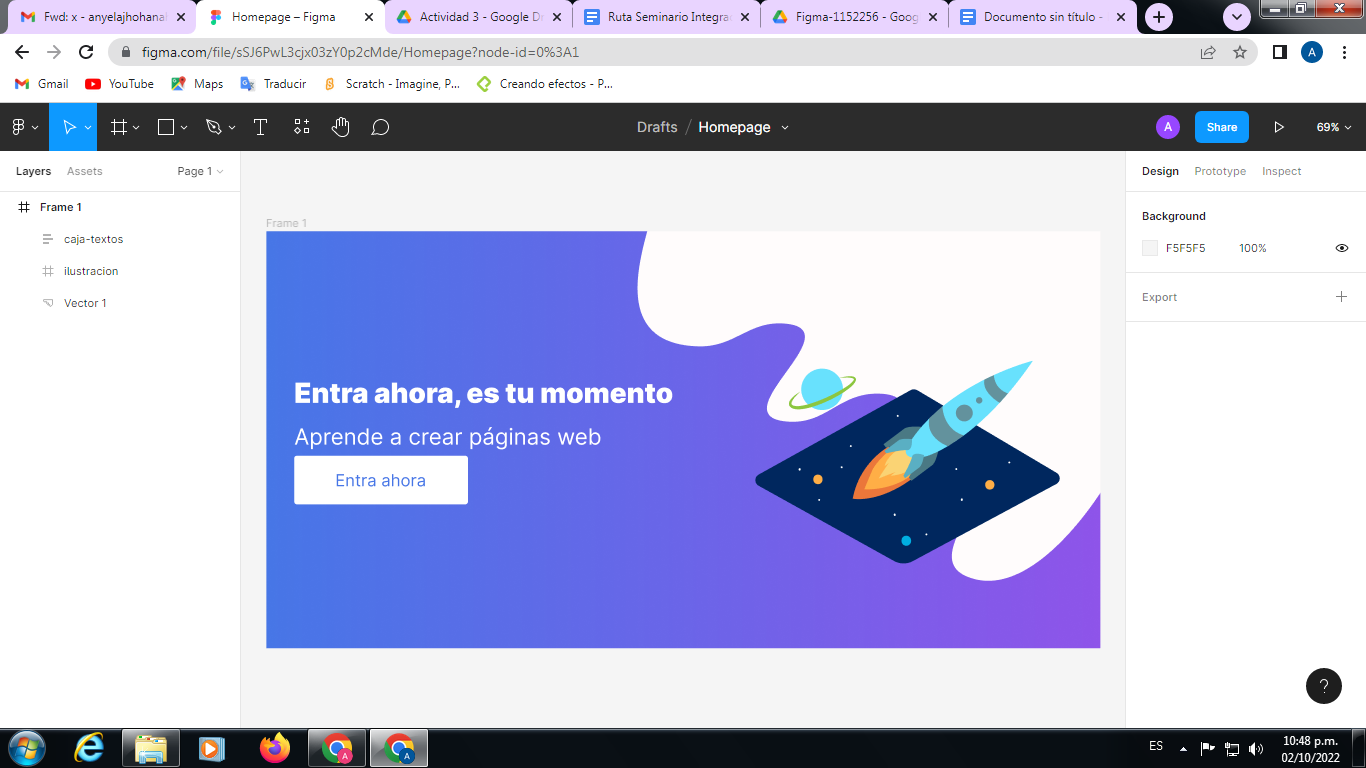 Fwd: x - anyelajhohana
Homepage – Figma
Actividad 3 - Google D
Ruta Seminario Integra
Figma-1152256 - Goog
Documento sin título -
figma.com/file/sSJ6PwL3cjx03zY0p2cMde/Homepage?node-id=0%3A1
A
Gmail
YouTube
Maps
Traducir
Scratch - Imagine, P...
Creando efectos - P...
Drafts / Homepage
A
Share
69%
Layers
Assets
Page 1
Design
Prototype
Inspect
Frame 1
caja-textos
ilustracion
Vector 1
Frame 1
Entra ahora, es tu momento
Aprende a crear páginas web
Entra ahora
Background
F5F5F5
100%
Export
?
A
A
ES
10:48 p.m.
02/10/2022